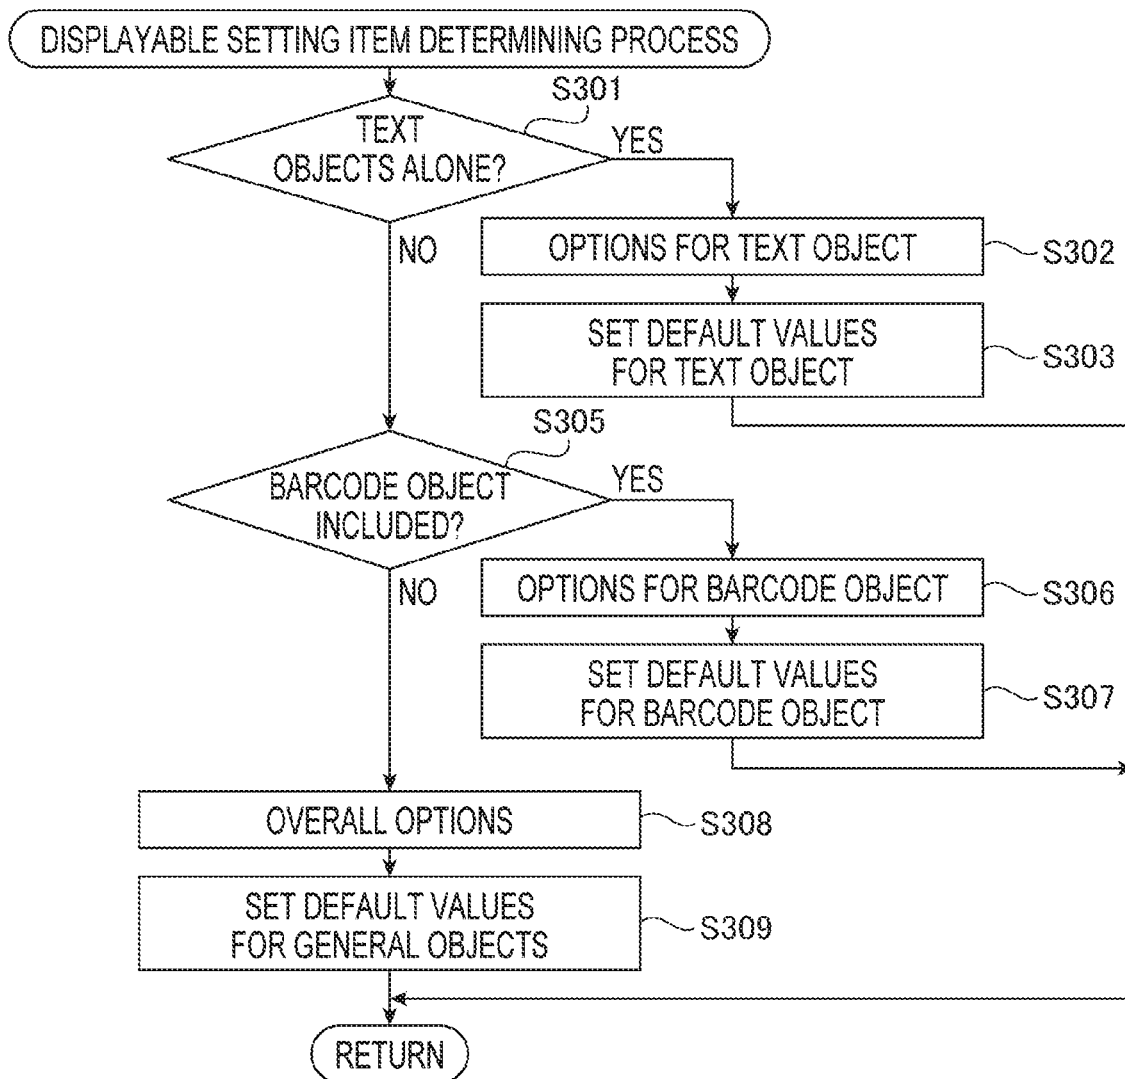 DISPLAYABLE SETTING ITEM DETERMINING PROCESS
S301
TEXT
OBJECTS ALONE?
YES
NO
OPTIONS FOR TEXT OBJECT
S302
SET DEFAULT VALUES
FOR TEXT OBJECT
S303
S305
BARCODE OBJECT
INCLUDED?
YES
NO
OPTIONS FOR BARCODE OBJECT
S306
SET DEFAULT VALUES
FOR BARCODE OBJECT
S307
OVERALL OPTIONS
S308
SET DEFAULT VALUES
FOR GENERAL OBJECTS
S309
RETURN